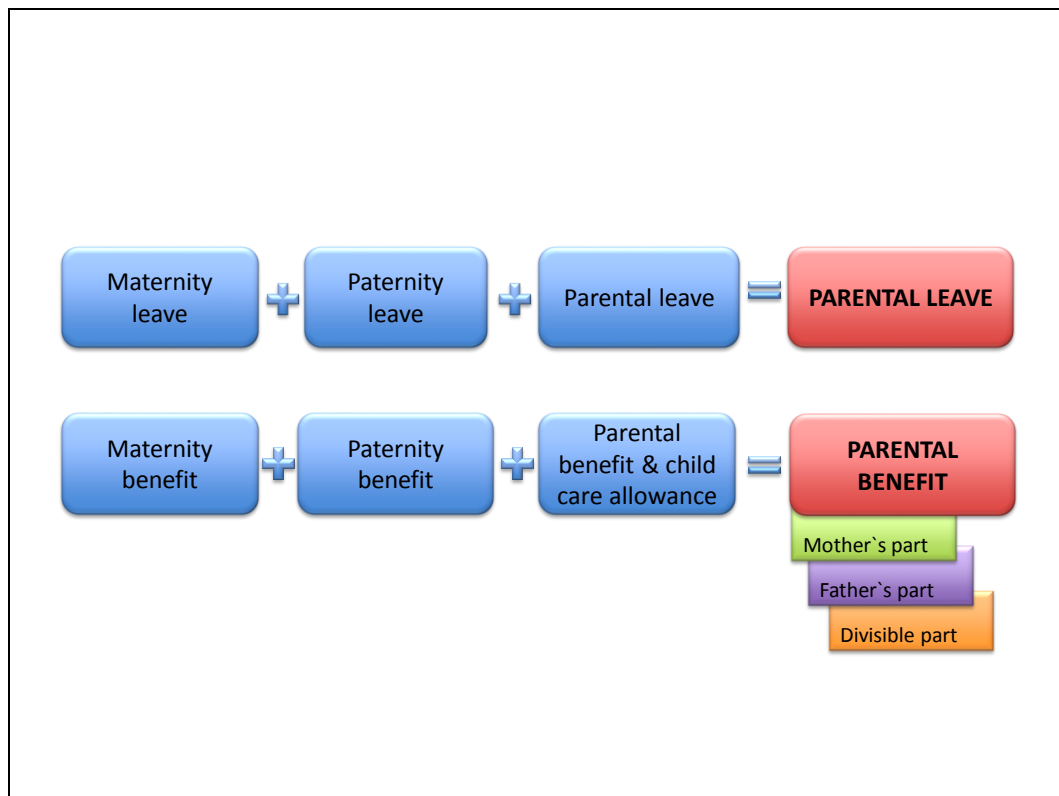 Maternity
leave
Paternity
leave
Parental leave
PARENTAL LEAVE
Maternity
benefit
Paternity
benefit
Parental
benefit & child
care allowance
PARENTAL
BENEFIT
Mother`s part
Father`s part
Divisible part